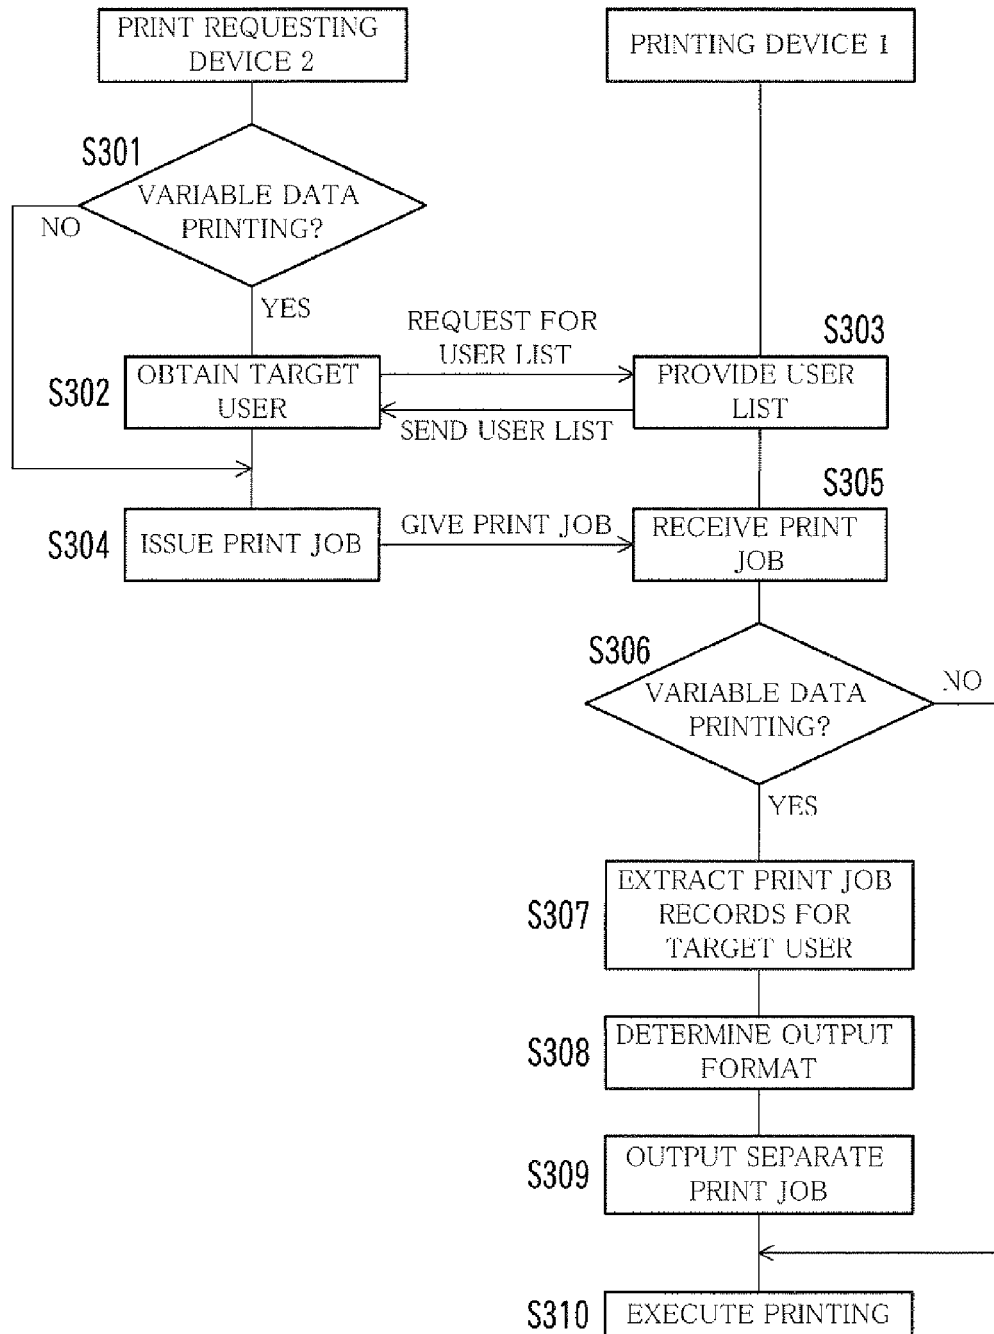 PRINT REQUESTING
DEVICE 2
PRINTING DEVICE 1
S301
VARIABLE DATA
PRINTING?
NO
YES
REQUEST FOR
USER LIST
S303
S302
OBTAIN TARGET
USER
PROVIDE USER
LIST
SEND USER LIST
S305
S304
ISSUE PRINT JOB
GIVE PRINT JOB
RECEIVE PRINT
JOB
S306
VARIABLE DATA
PRINTING?
NO
YES
S307
EXTRACT PRINT JOB
RECORDS FOR
TARGET USER
S308
DETERMINE OUTPUT
FORMAT
S309
OUTPUT SEPARATE
PRINT JOB
S310
EXECUTE PRINTING